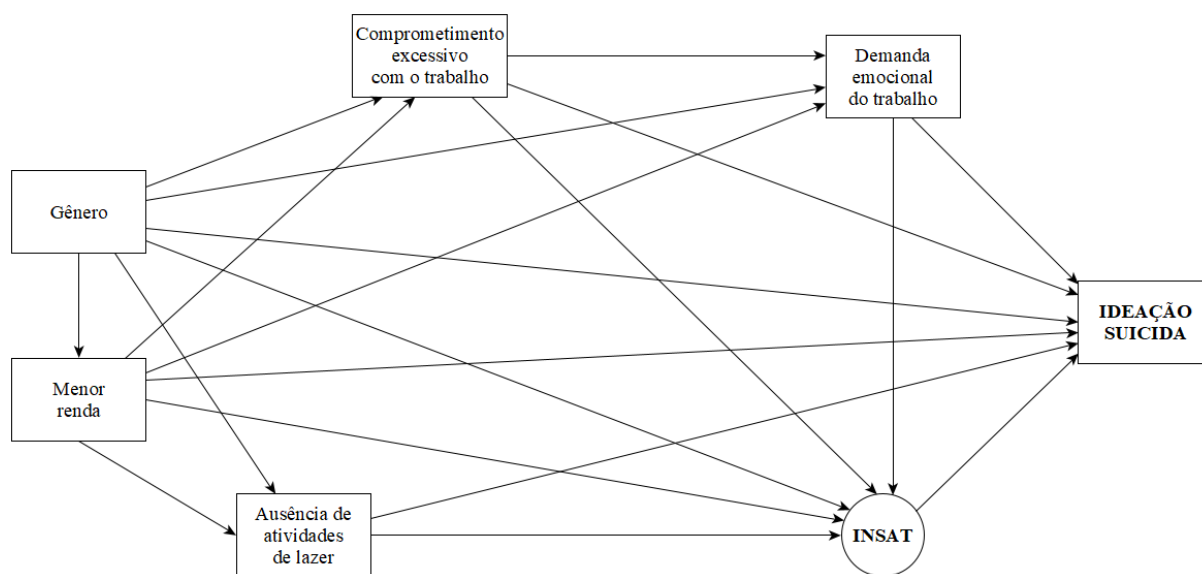 Comprometimento
excessivo
com o trabalho
Demanda
emocional
do trabalho
Gênero
IDEAÇÃO
SUICIDA
Menor
renda
Ausência de
atividades
de lazer
INSAT